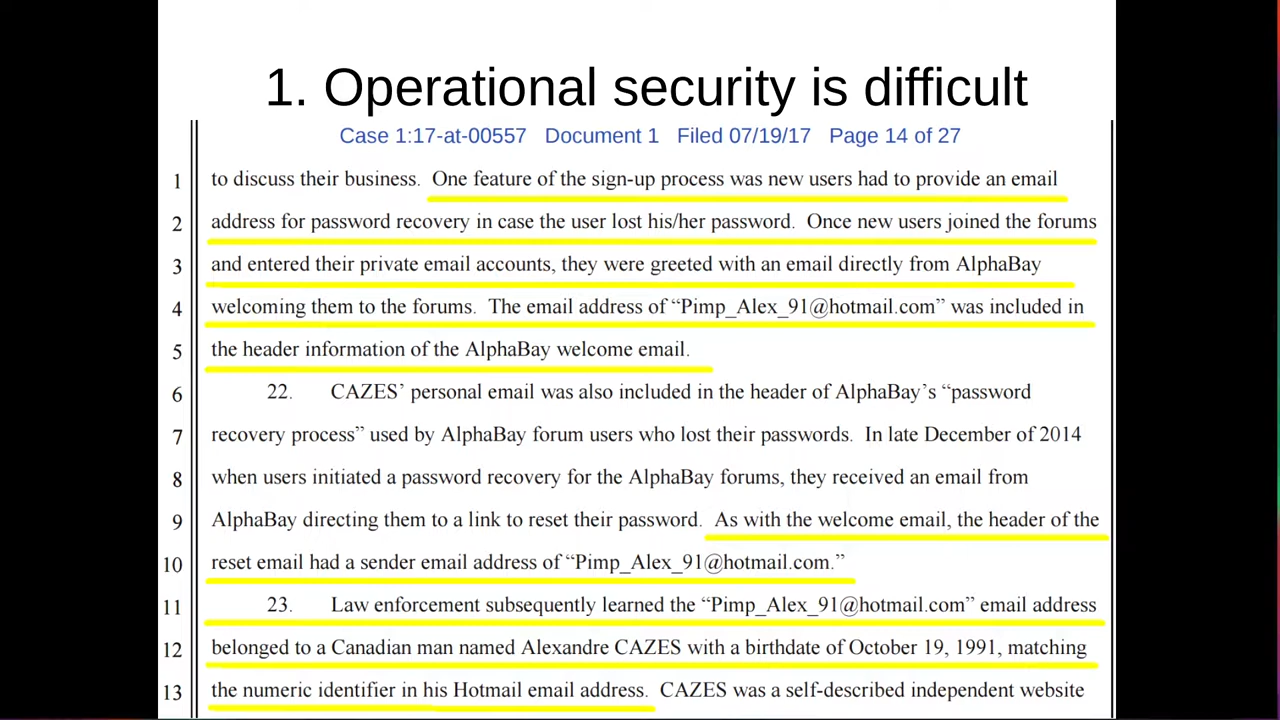 1. Operational security is difficult
Case 1:17-at-00557 Document 1 Filed 07/19/17 Page 14 of 27
1 to discuss their business. One feature of the sign-up process was new users had to provide an email
2 address for password recovery in case the user lost his/her password. Once new users joined the forums
3 and entered their private email accounts, they were greeted with an email directly from AlphaBay
4 welcoming them to the forums. The email address of “Pimp_Alex_91@hotmail.com” was included in
5 the header information of the AlphaBay welcome email.
6 22. CAZES’ personal email was also included in the header of AlphaBay’s “password
7 recovery process” used by AlphaBay forum users who lost their passwords. In late December of 2014
8 when users initiated a password recovery for the AlphaBay forums, they received an email from
9 AlphaBay directing them to a link to reset their password. As with the welcome email, the header of the
10 reset email had a sender email address of “Pimp_Alex_91@hotmail.com.”
11 23. Law enforcement subsequently learned the “Pimp_Alex_91@hotmail.com” email address
12 belonged to a Canadian man named Alexandre CAZES with a birthdate of October 19, 1991, matching
13 the numeric identifier in his Hotmail email address. CAZES was a self-described independent website